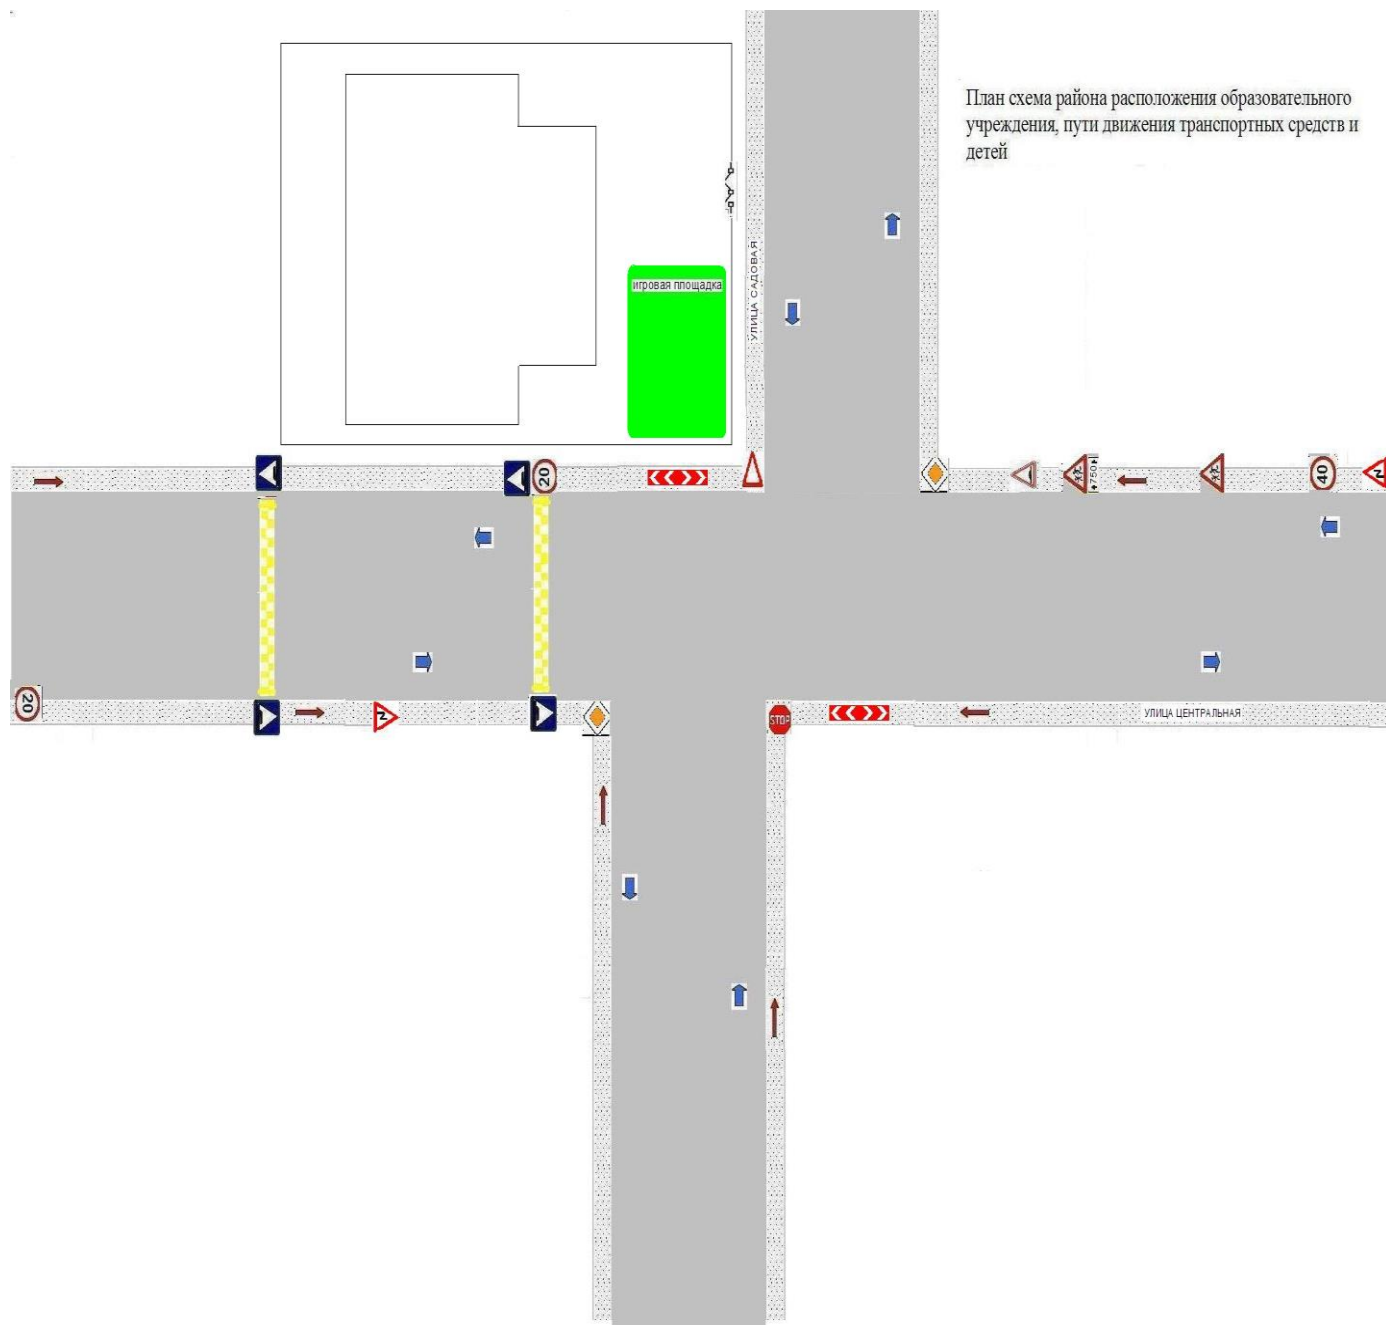 План схема района расположения образовательного
учреждения, пути движения транспортных средств и
детей
игровая площадка
УЛИЦА САДОВАЯ
20
750
40
20
STOP
УЛИЦА ЦЕНТРАЛЬНАЯ